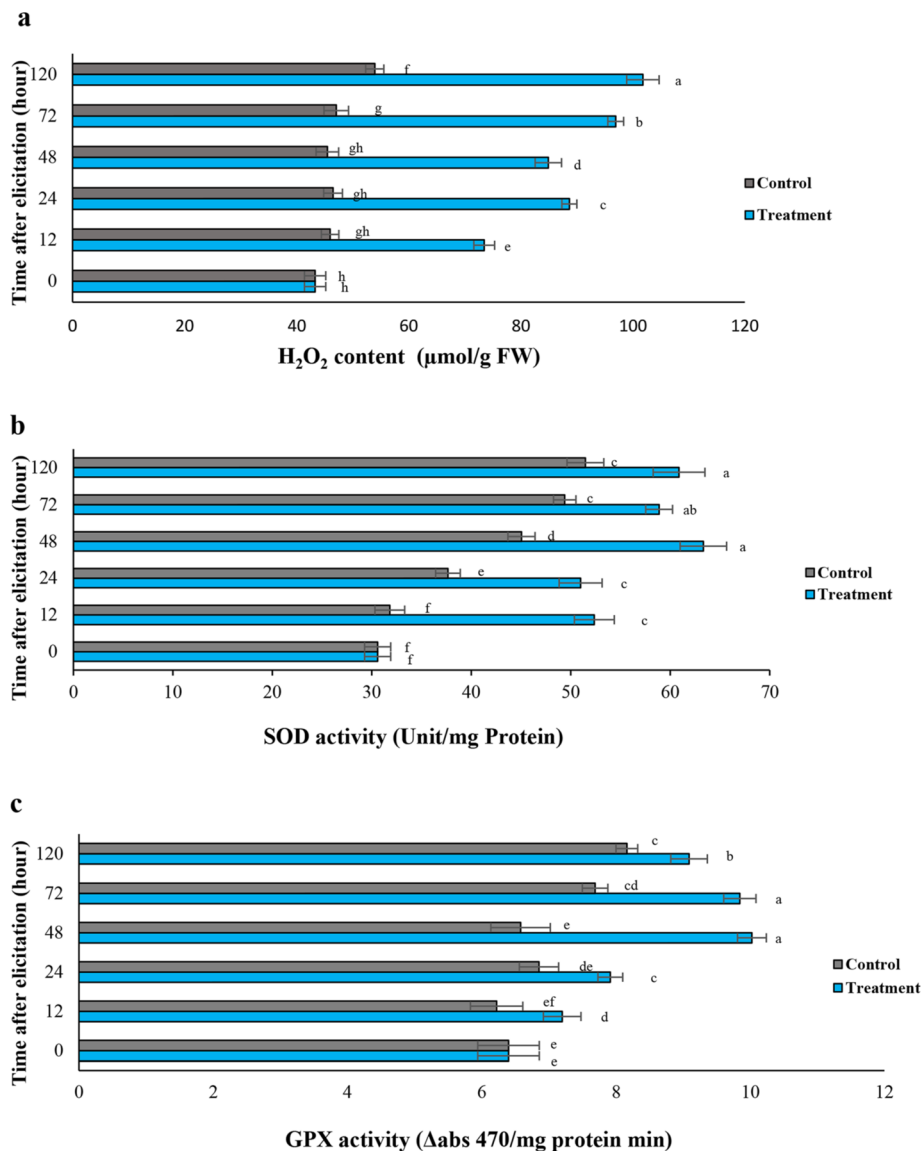 a
Time after elicitation (hour)
120
f
a
72
g
b
48
gh
d
24
gh
c
12
gh
e
0
h
h
Control
Treatment
0 20 40 60 80 100 120
H₂O₂ content (μmol/g FW)
b
Time after elicitation (hour)
120
c
a
72
c
ab
48
d
a
24
e
c
12
f
c
0
f
f
Control
Treatment
0 10 20 30 40 50 60 70
SOD activity (Unit/mg Protein)
c
Time after elicitation (hour)
120
c
b
72
cd
a
48
e
a
24
de
c
12
ef
d
0
e
e
Control
Treatment
0 2 4 6 8 10 12
GPX activity (Δabs 470/mg protein min)